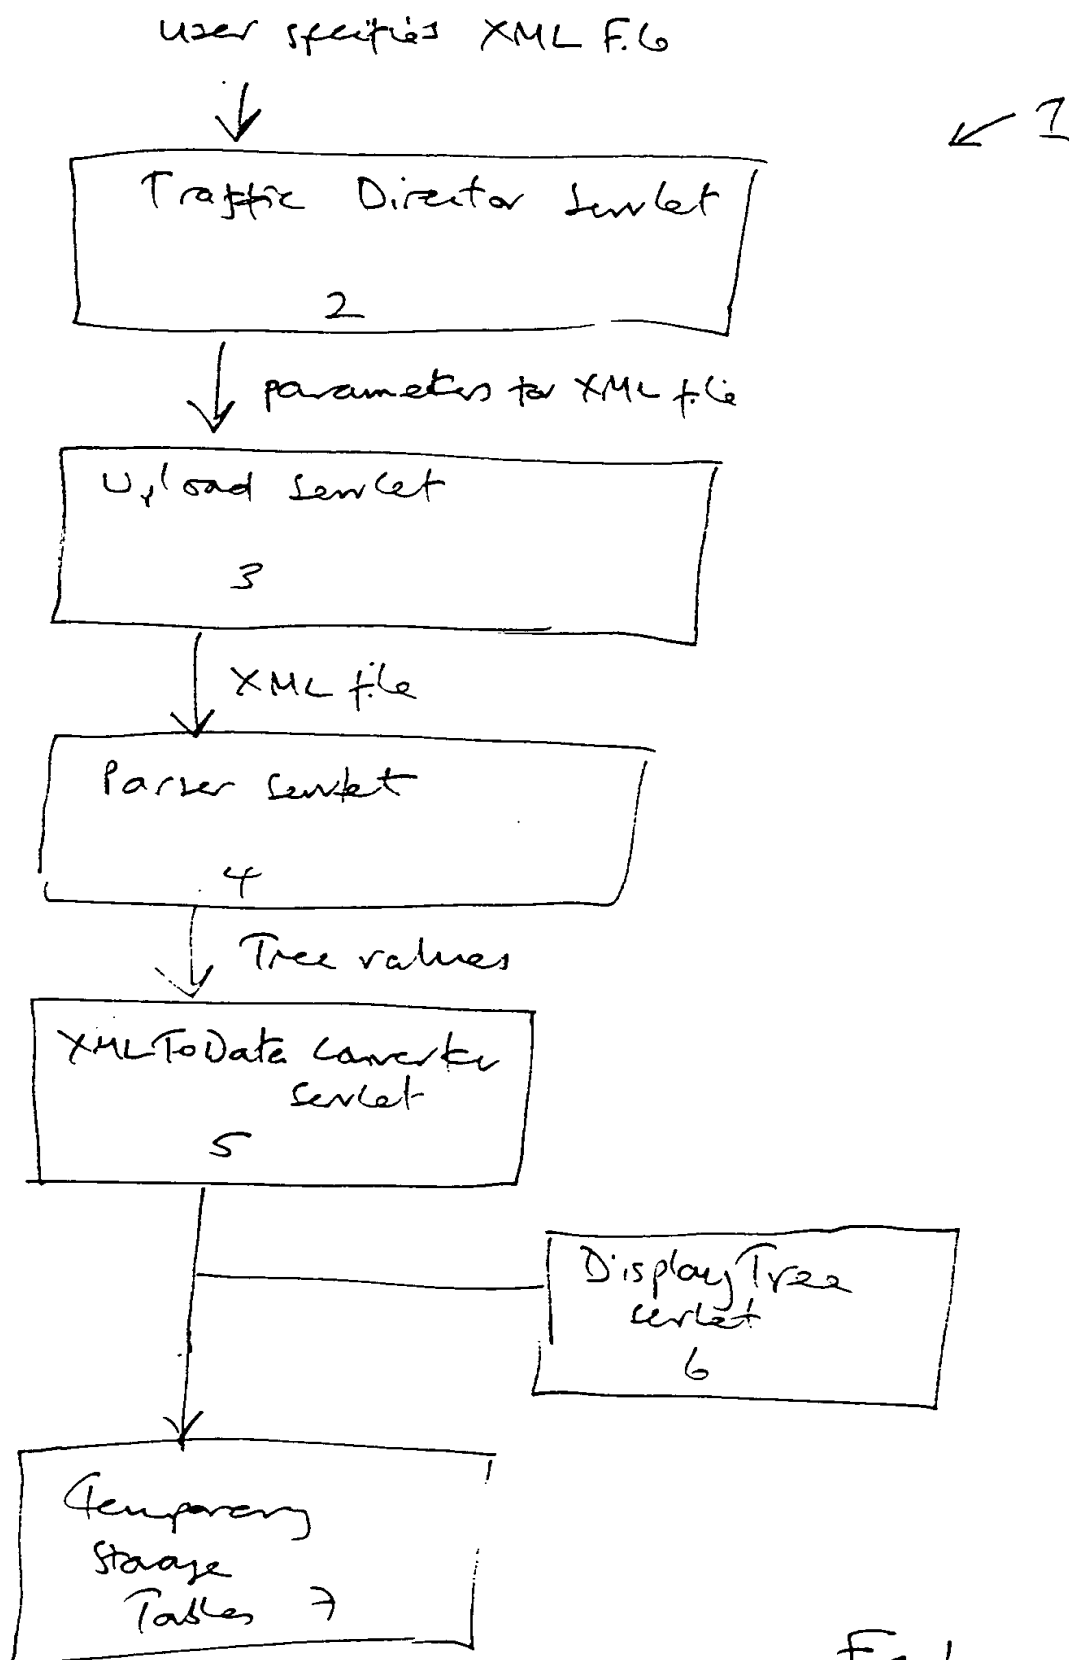 user specifies XML File
1
Traffic Director Servlet
2
parameters for XML file
Upload servlet
3
XML file
Parser servlet
4
Tree values
XMLToData Converter
servlet
5
DisplayTree
servlet
6
Temporary
Storage
Tables 7
Fig 1